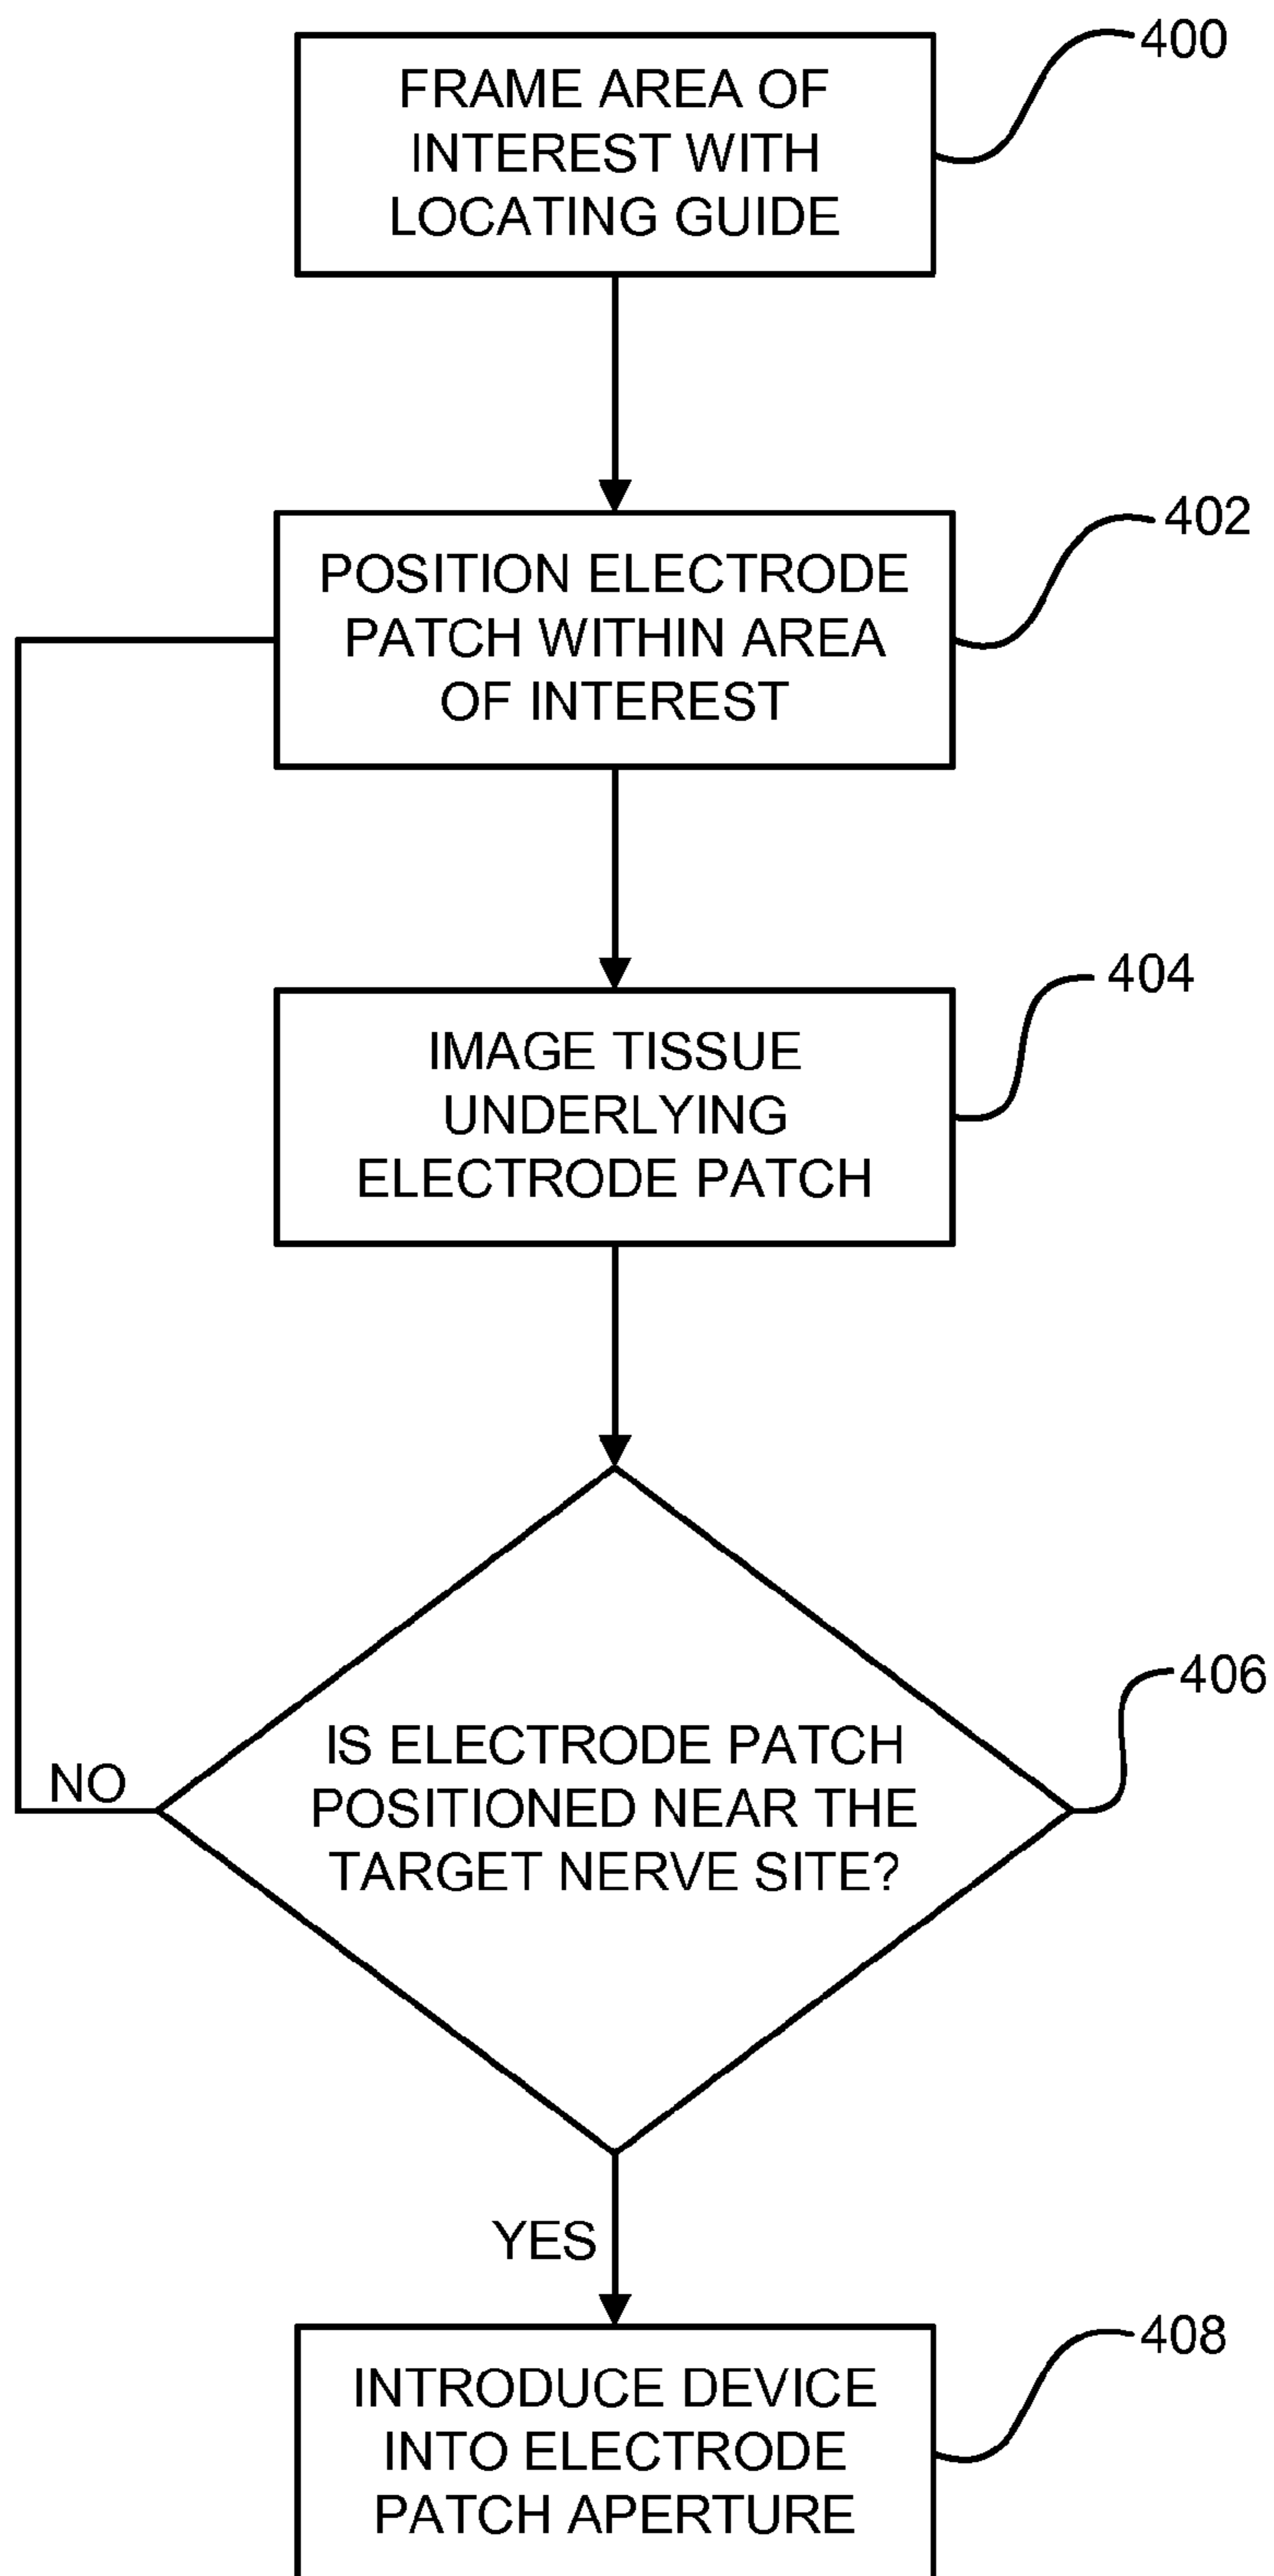 400
FRAME AREA OF
INTEREST WITH
LOCATING GUIDE
402
POSITION ELECTRODE
PATCH WITHIN AREA
OF INTEREST
404
IMAGE TISSUE
UNDERLYING
ELECTRODE PATCH
406
IS ELECTRODE PATCH
POSITIONED NEAR THE
TARGET NERVE SITE?
NO
YES
408
INTRODUCE DEVICE
INTO ELECTRODE
PATCH APERTURE